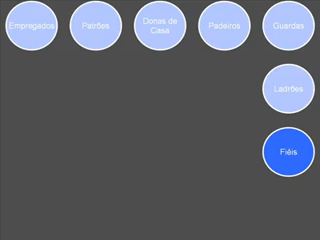 Empregados
Patrões
Donas de
Casa
Padeiros
Guardas
Ladrões
Fiéis